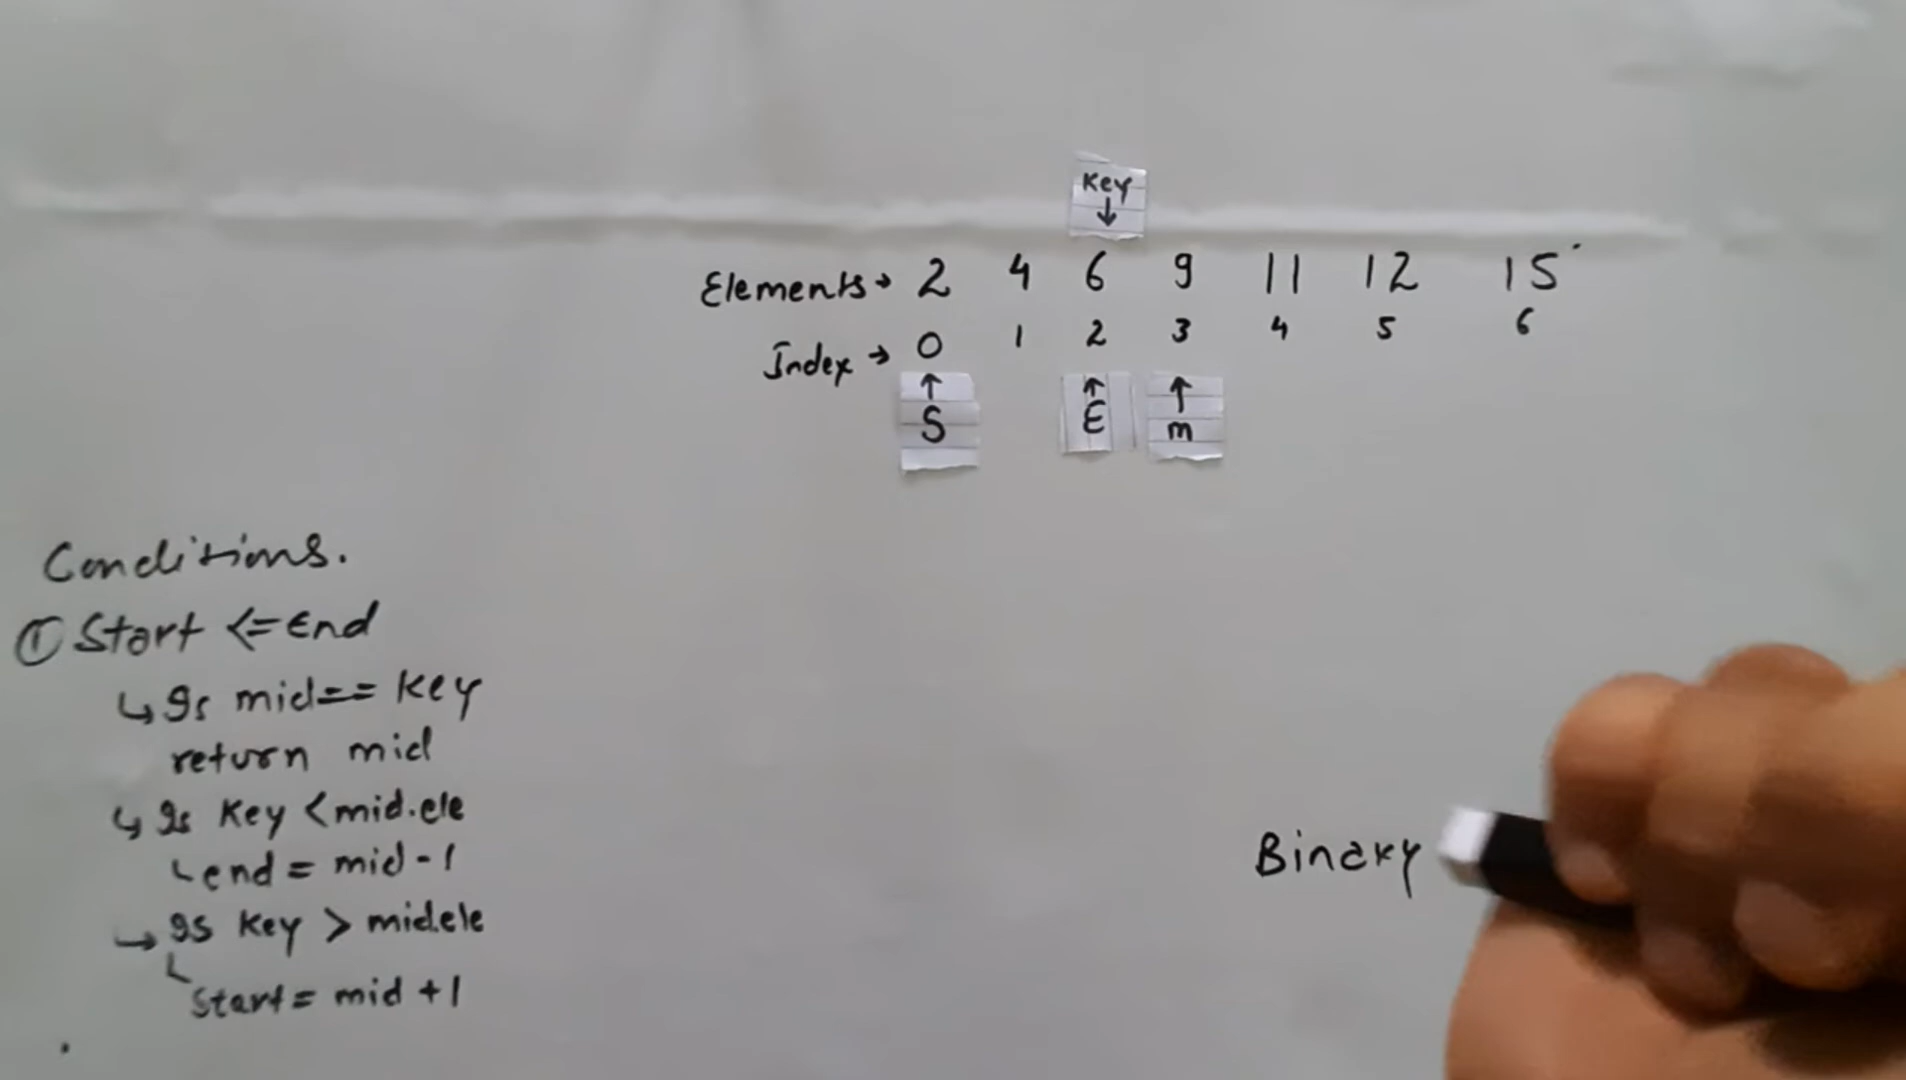 Key
↓
Elements→ 2 4 6 9 11 12 15
Index → 0 1 2 3 4 5 6
↑ ↑ ↑
S E m
Conditions.
① Start <= End
↳ Is mid == Key
return mid
↳ Is Key < mid.ele
↳ end = mid - 1
→ Is Key > mid.ele
↳ Start = mid + 1
Binary